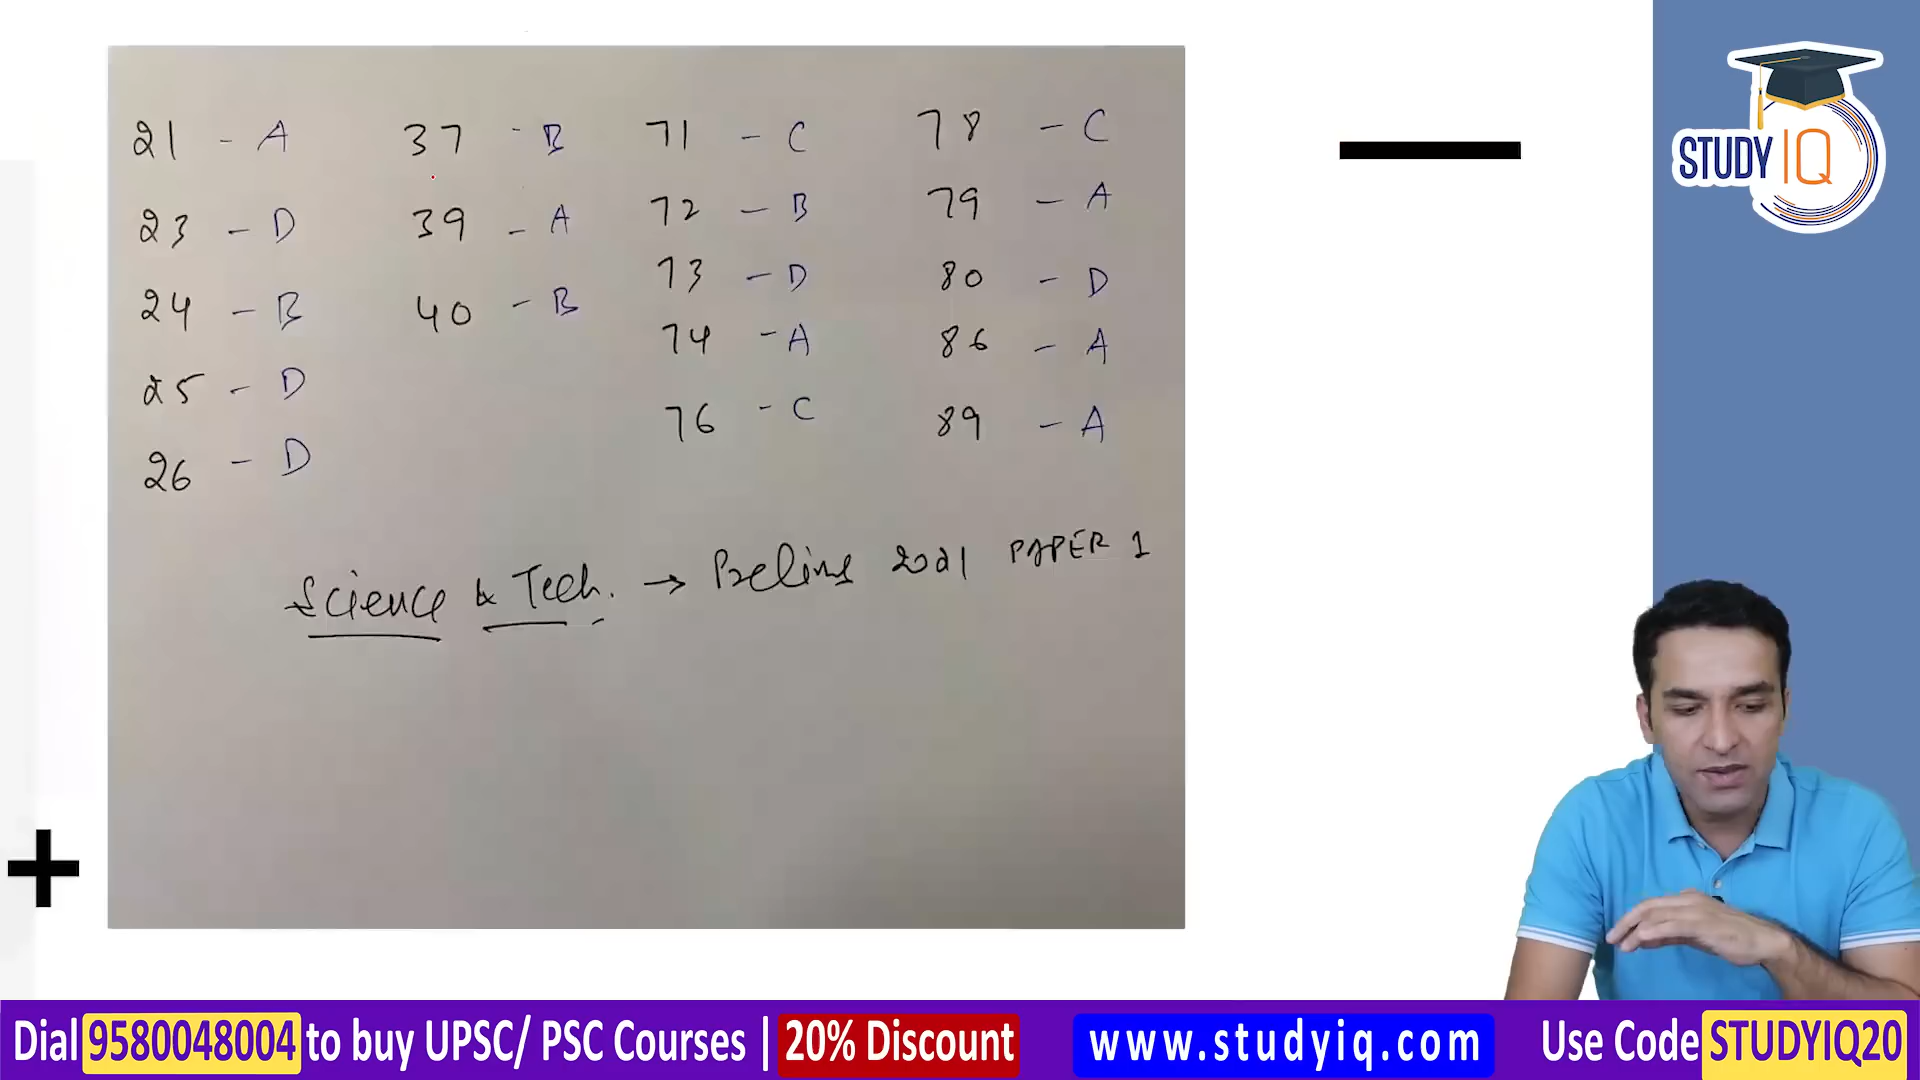 21 - A 37 - B 71 - C 78 - C
23 - D 39 - A 72 - B 79 - A
24 - B 40 - B 73 - D 80 - D
25 - D 74 - A 86 - A
26 - D 76 - C 89 - A
Science & Tech. → Prelims 2021 PAPER 1
STUDY IQ
Dial 9580048004 to buy UPSC/ PSC Courses | 20% Discount www.studyiq.com Use Code STUDYIQ20